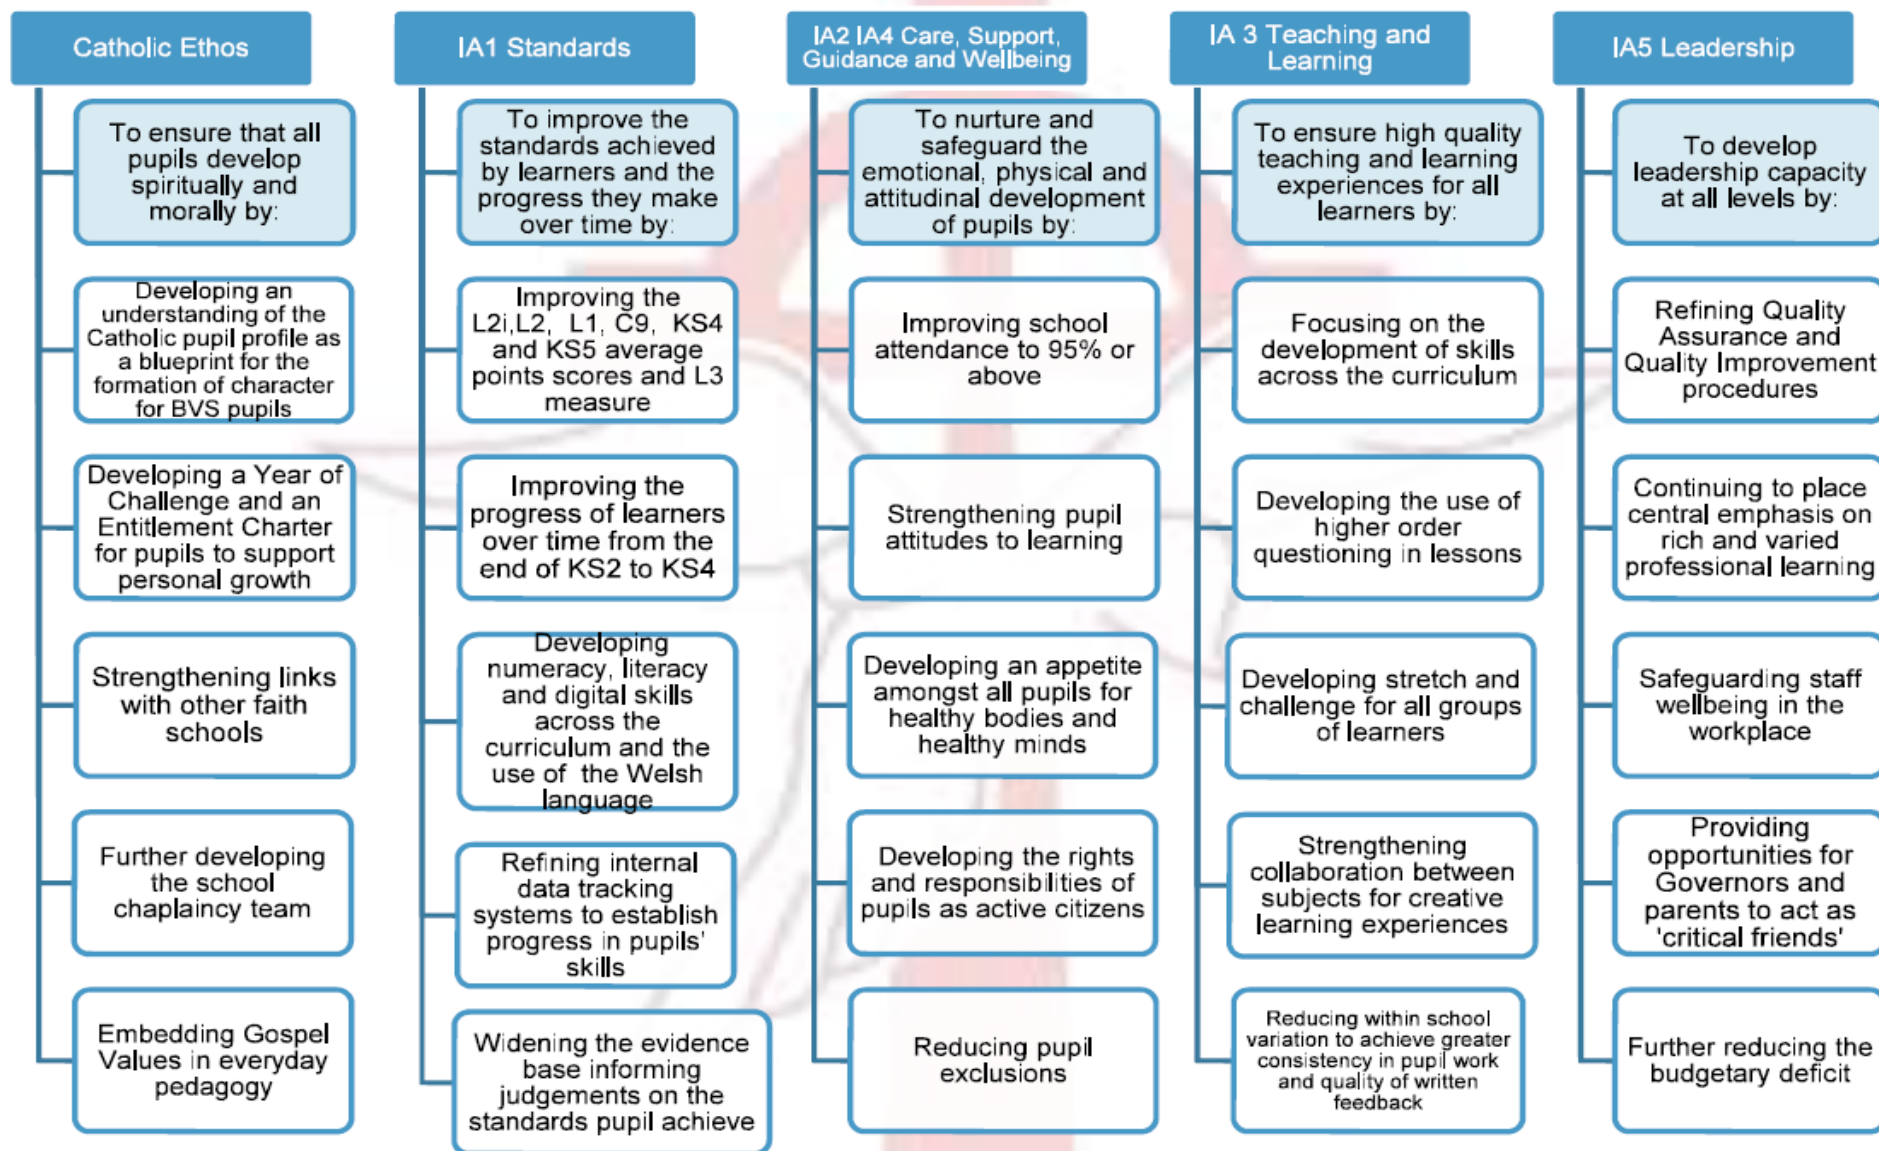 Catholic Ethos
To ensure that all
pupils develop
spiritually and
morally by:
Developing an
understanding of the
Catholic pupil profile as
a blueprint for the
formation of character
for BVS pupils
Developing a Year of
Challenge and an
Entitlement Charter
for pupils to support
personal growth
Strengthening links
with other faith
schools
Further developing
the school
chaplaincy team
Embedding Gospel
Values in everyday
pedagogy
IA1 Standards
To improve the
standards achieved
by learners and the
progress they make
over time by:
Improving the
L2i,L2, L1, C9, KS4
and KS5 average
points scores and L3
measure
Improving the
progress of learners
over time from the
end of KS2 to KS4
Developing
numeracy, literacy
and digital skills
across the
curriculum and the
use of the Welsh
language
Refining internal
data tracking
systems to establish
progress in pupils'
skills
Widening the evidence
base informing
judgements on the
standards pupil achieve
IA2 IA4 Care, Support,
Guidance and Wellbeing
To nurture and
safeguard the
emotional, physical and
attitudinal development
of pupils by:
Improving school
attendance to 95% or
above
Strengthening pupil
attitudes to learning
Developing an appetite
amongst all pupils for
healthy bodies and
healthy minds
Developing the rights
and responsibilities of
pupils as active citizens
Reducing pupil
exclusions
IA 3 Teaching and
Learning
To ensure high quality
teaching and learning
experiences for all
learners by:
Focusing on the
development of skills
across the curriculum
Developing the use of
higher order
questioning in lessons
Developing stretch and
challenge for all groups
of learners
Strengthening
collaboration between
subjects for creative
learning experiences
Reducing within school
variation to achieve greater
consistency in pupil work
and quality of written
feedback
IA5 Leadership
To develop
leadership capacity
at all levels by:
Refining Quality
Assurance and
Quality Improvement
procedures
Continuing to place
central emphasis on
rich and varied
professional learning
Safeguarding staff
wellbeing in the
workplace
Providing
opportunities for
Governors and
parents to act as
'critical friends'
Further reducing the
budgetary deficit